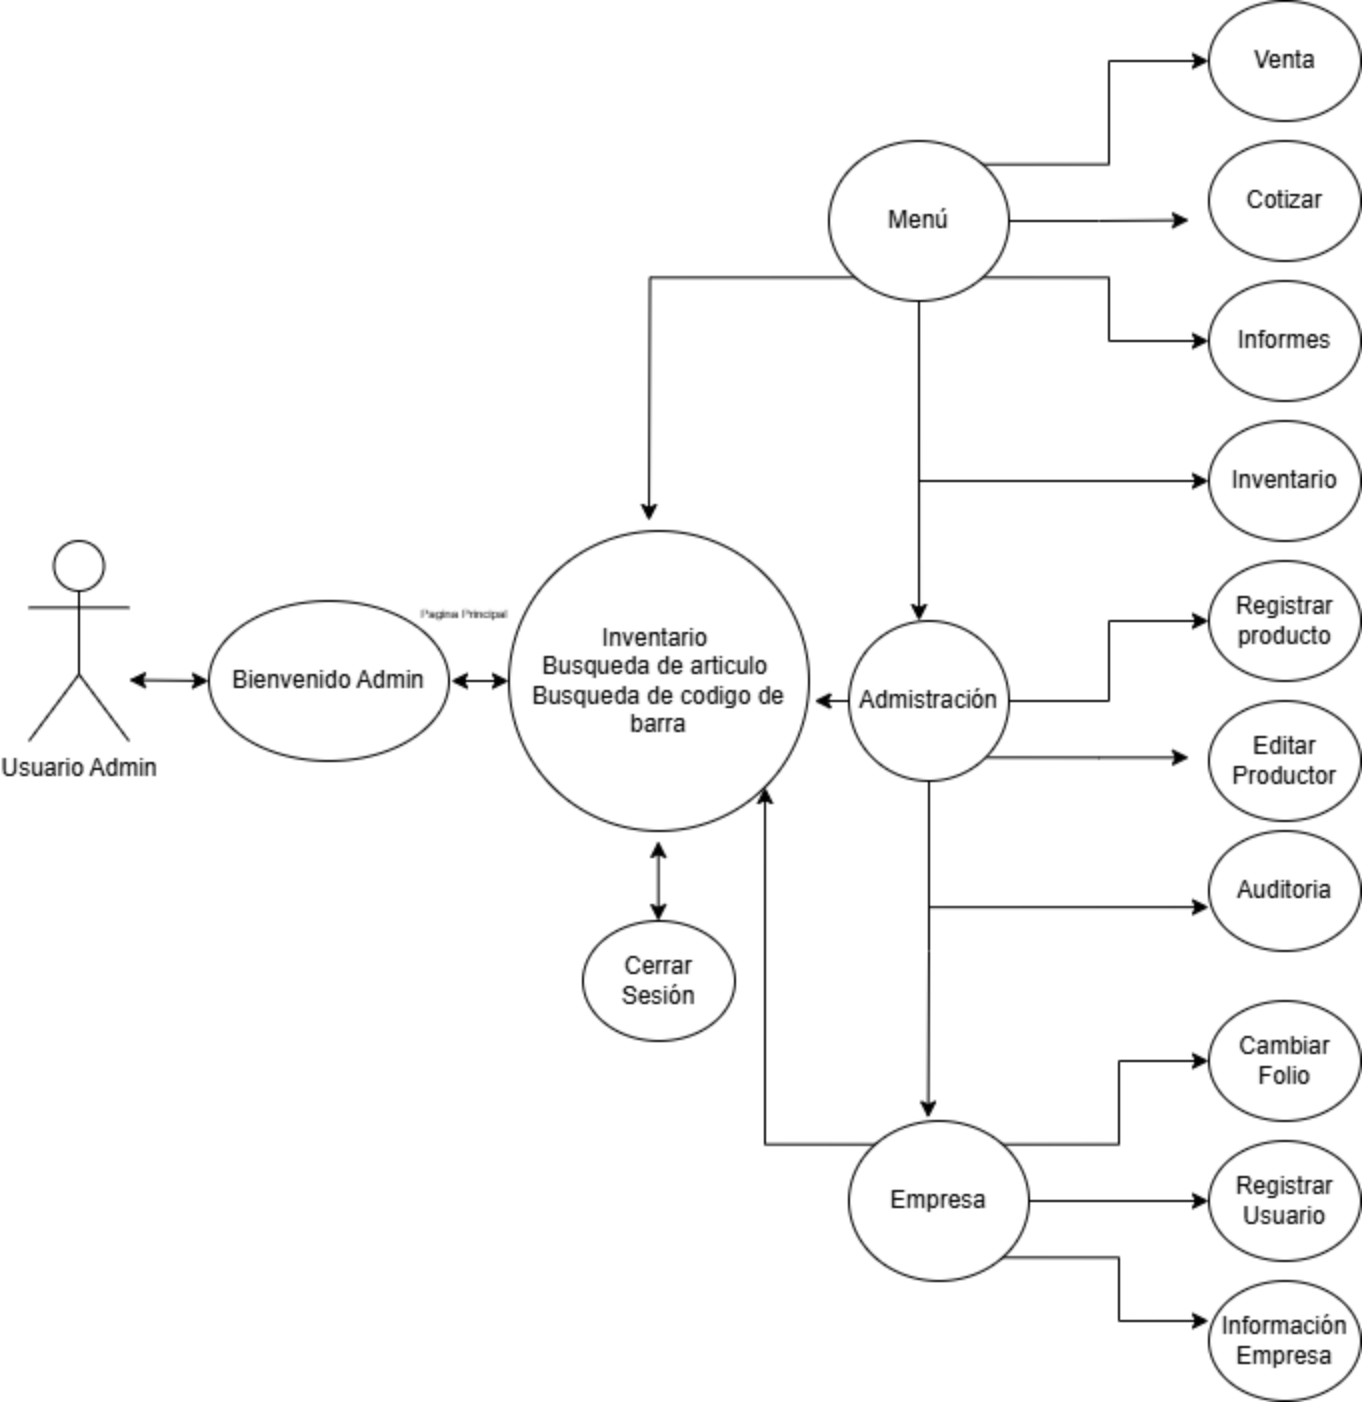 Venta
Menú
Cotizar
Informes
Inventario
Usuario Admin
Bienvenido Admin
Pagina Principal
Inventario
Busqueda de articulo
Busqueda de codigo de
barra
Admistración
Registrar
producto
Editar
Productor
Auditoria
Cerrar
Sesión
Cambiar
Folio
Empresa
Registrar
Usuario
Información
Empresa